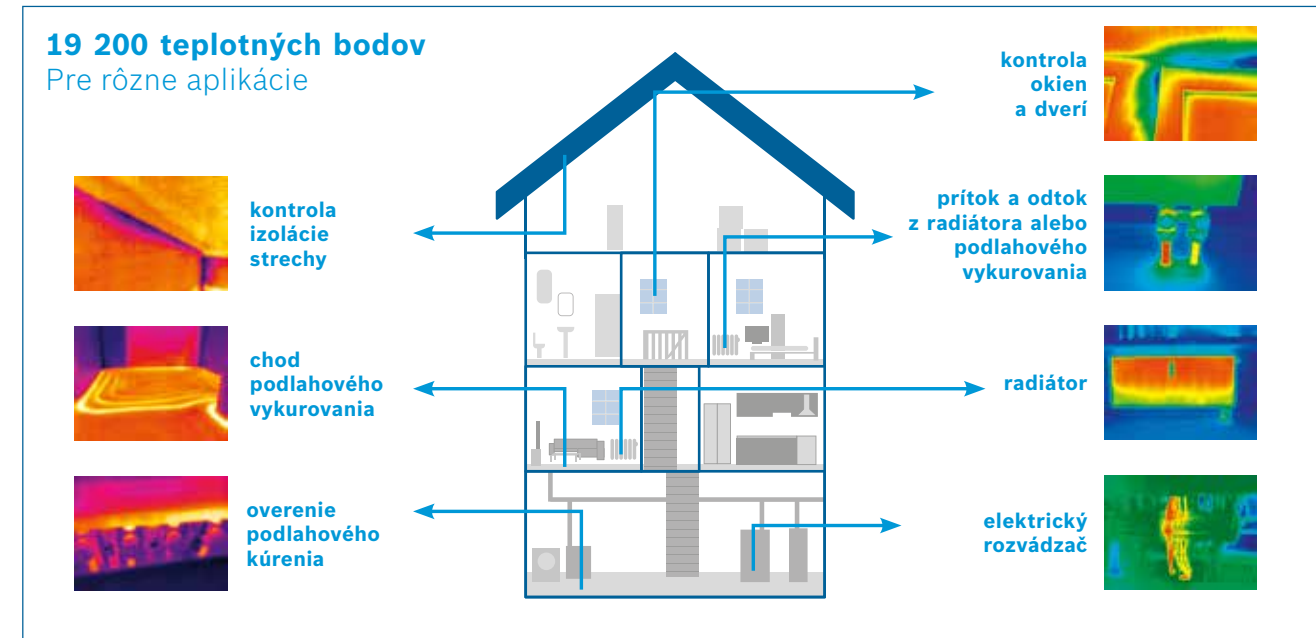 19 200 teplotných bodov
Pre rôzne aplikácie
kontrola
izolácie
strechy
chod
podlahového
vykurovania
overenie
podlahového
kúrenia
kontrola
okien
a dverí
prítok a odtok
z radiátora alebo
podlahového
vykurovania
radiátor
elektrický
rozvádzač